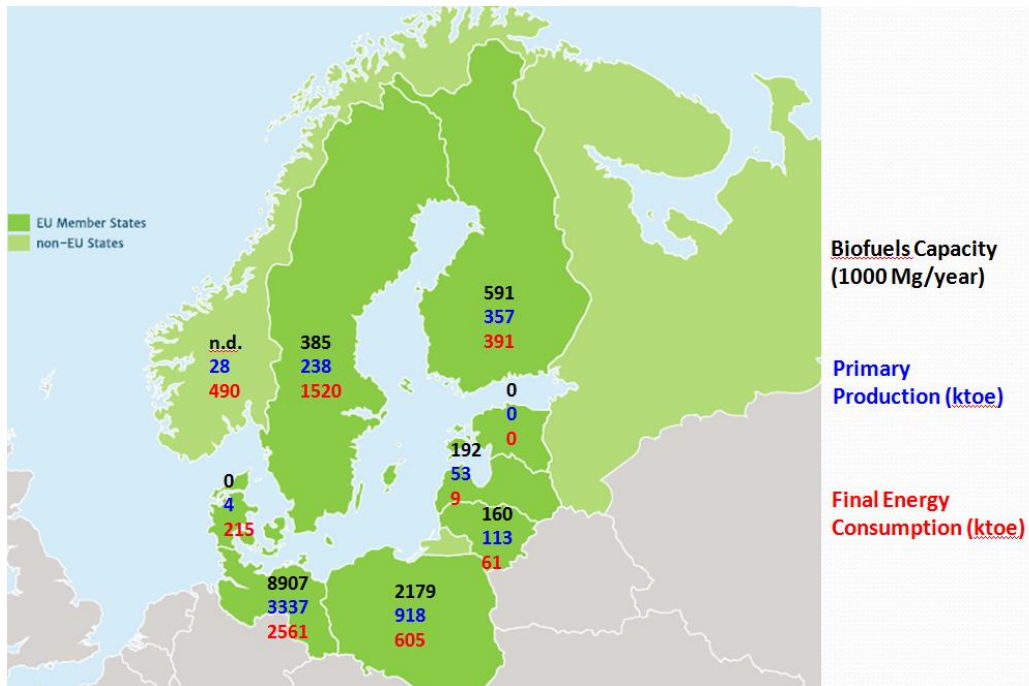 EU Member States
non-EU States
Biofuels Capacity
(1000 Mg/year)
Primary
Production (ktoe)
Final Energy
Consumption (ktoe)
591
357
391
n.d.
28
490
385
238
1520
0
0
0
192
53
9
0
4
215
160
113
61
8907
3337
2561
2179
918
605